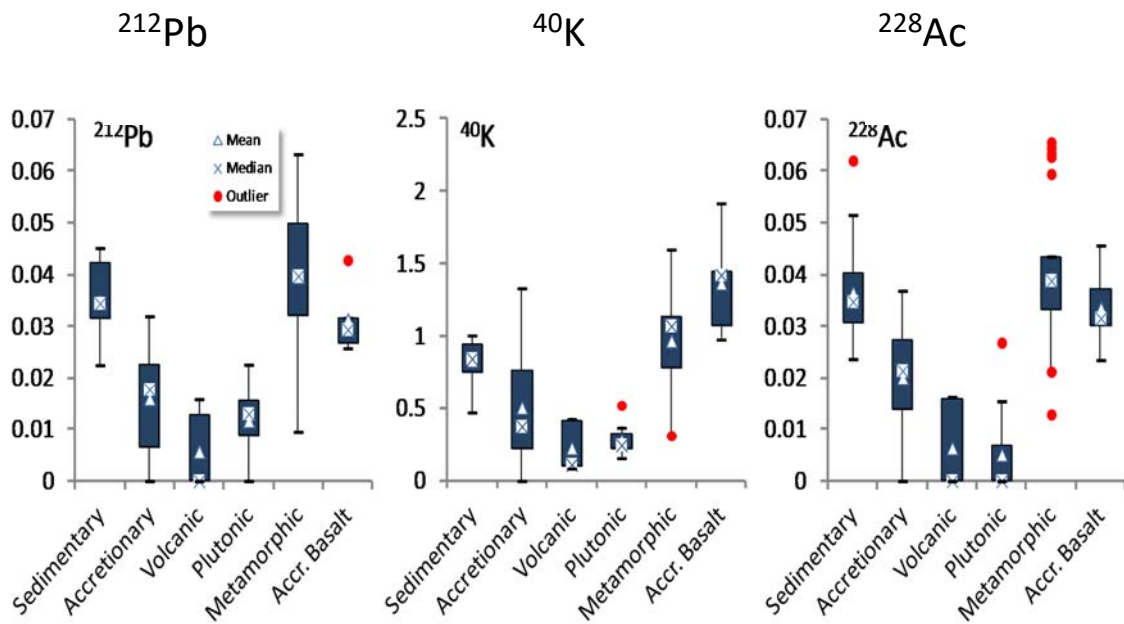 ²¹²Pb
⁴⁰K
²²⁸Ac
0.07
0.06
0.05
0.04
0.03
0.02
0.01
0
²¹²Pb
Mean
Median
Outlier
Sedimentary
Accretionary
Volcanic
Plutonic
Metamorphic
Accr. Basalt
2.5
2
1.5
1
0.5
0
⁴⁰K
Sedimentary
Accretionary
Volcanic
Plutonic
Metamorphic
Accr. Basalt
0.07
0.06
0.05
0.04
0.03
0.02
0.01
0
²²⁸Ac
Sedimentary
Accretionary
Volcanic
Plutonic
Metamorphic
Accr. Basalt